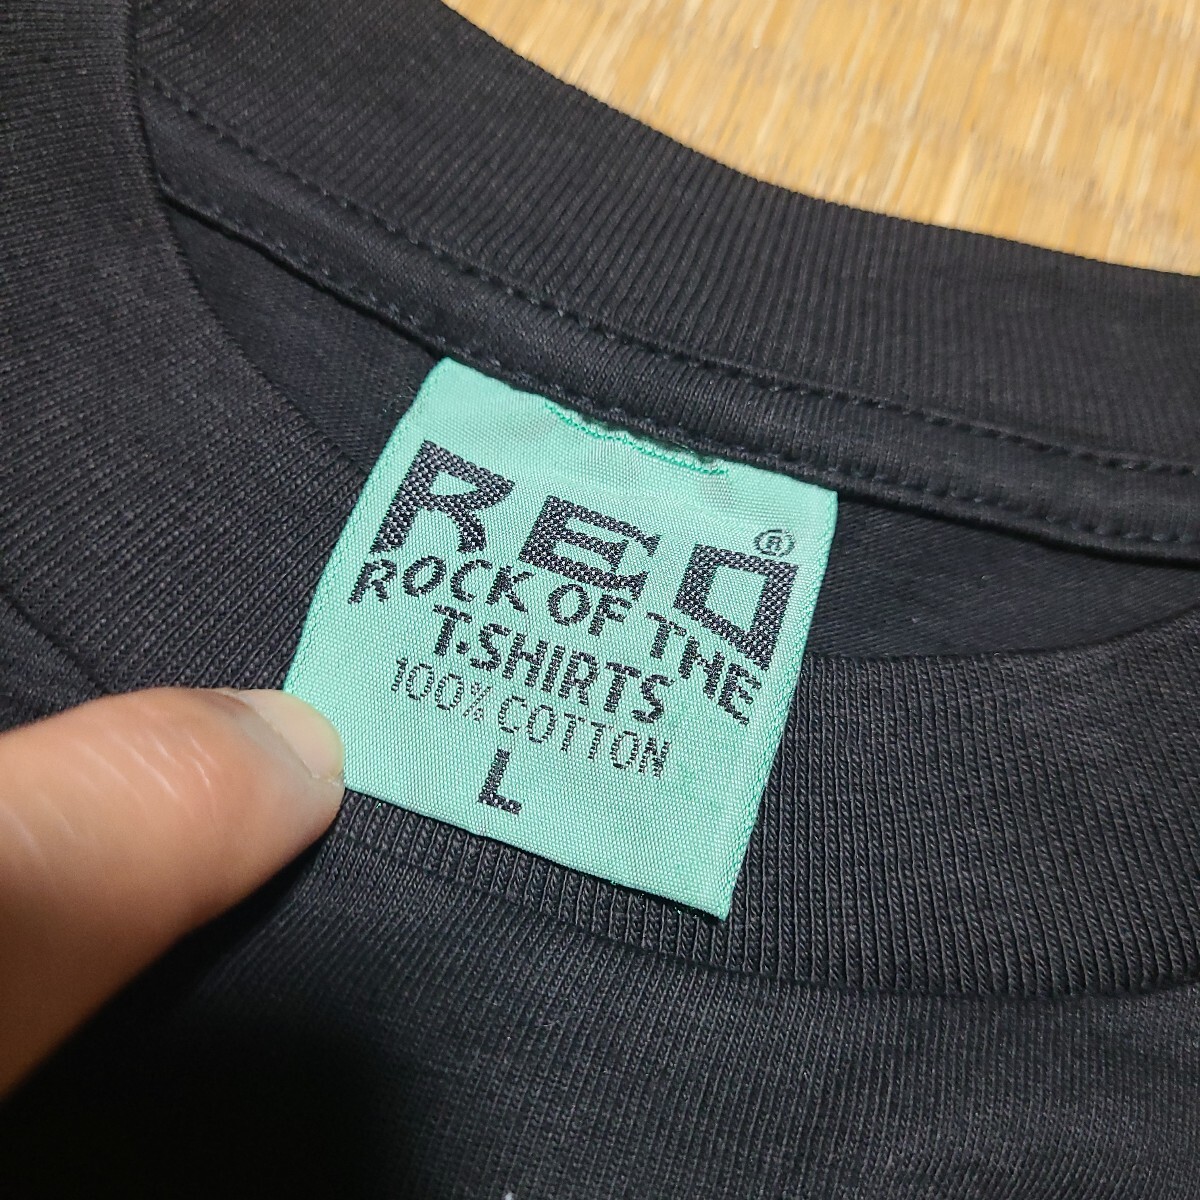 REO®
ROCK OF THE
T.SHIRTS
100% COTTON
L